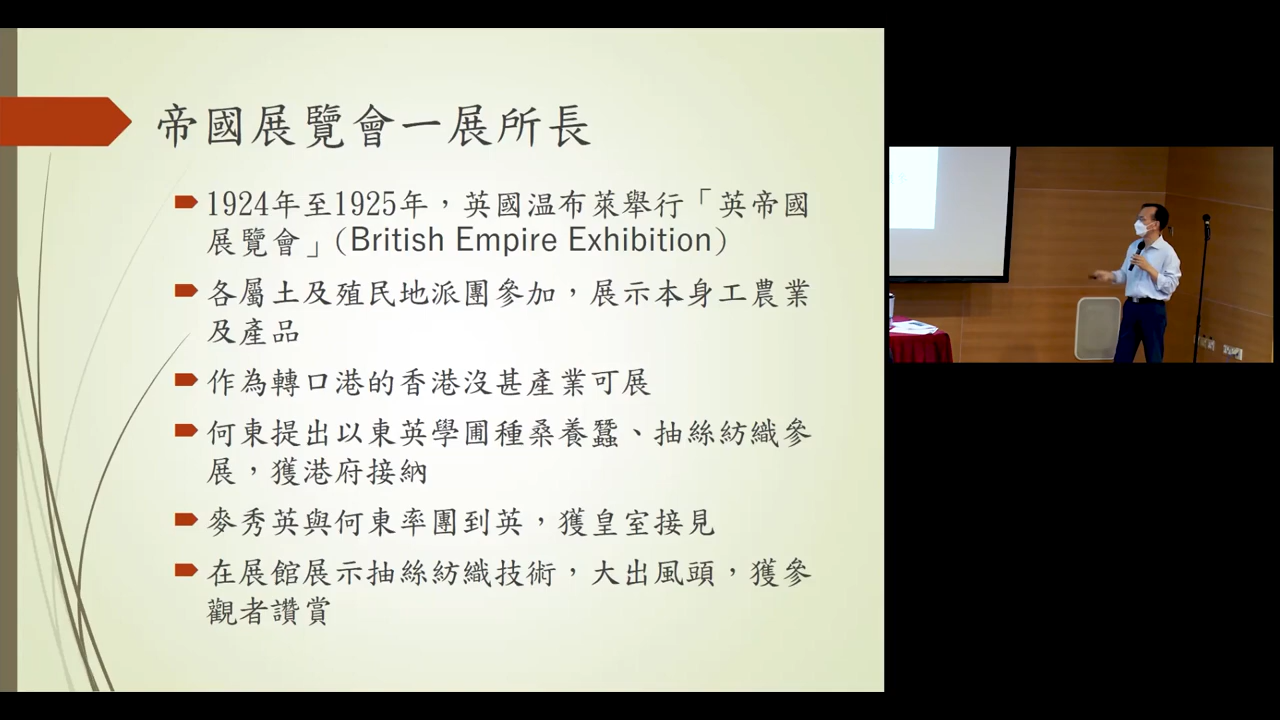 帝國展覽會一展所長
1924年至1925年，英國温布萊舉行「英帝國
展覽會」(British Empire Exhibition)
各屬土及殖民地派團參加，展示本身工農業
及產品
作為轉口港的香港沒甚產業可展
何東提出以東英學圃種桑養蠶、抽絲紡織參
展，獲港府接納
麥秀英與何東率團到英，獲皇室接見
在展館展示抽絲紡織技術，大出風頭，獲參
觀者讚賞